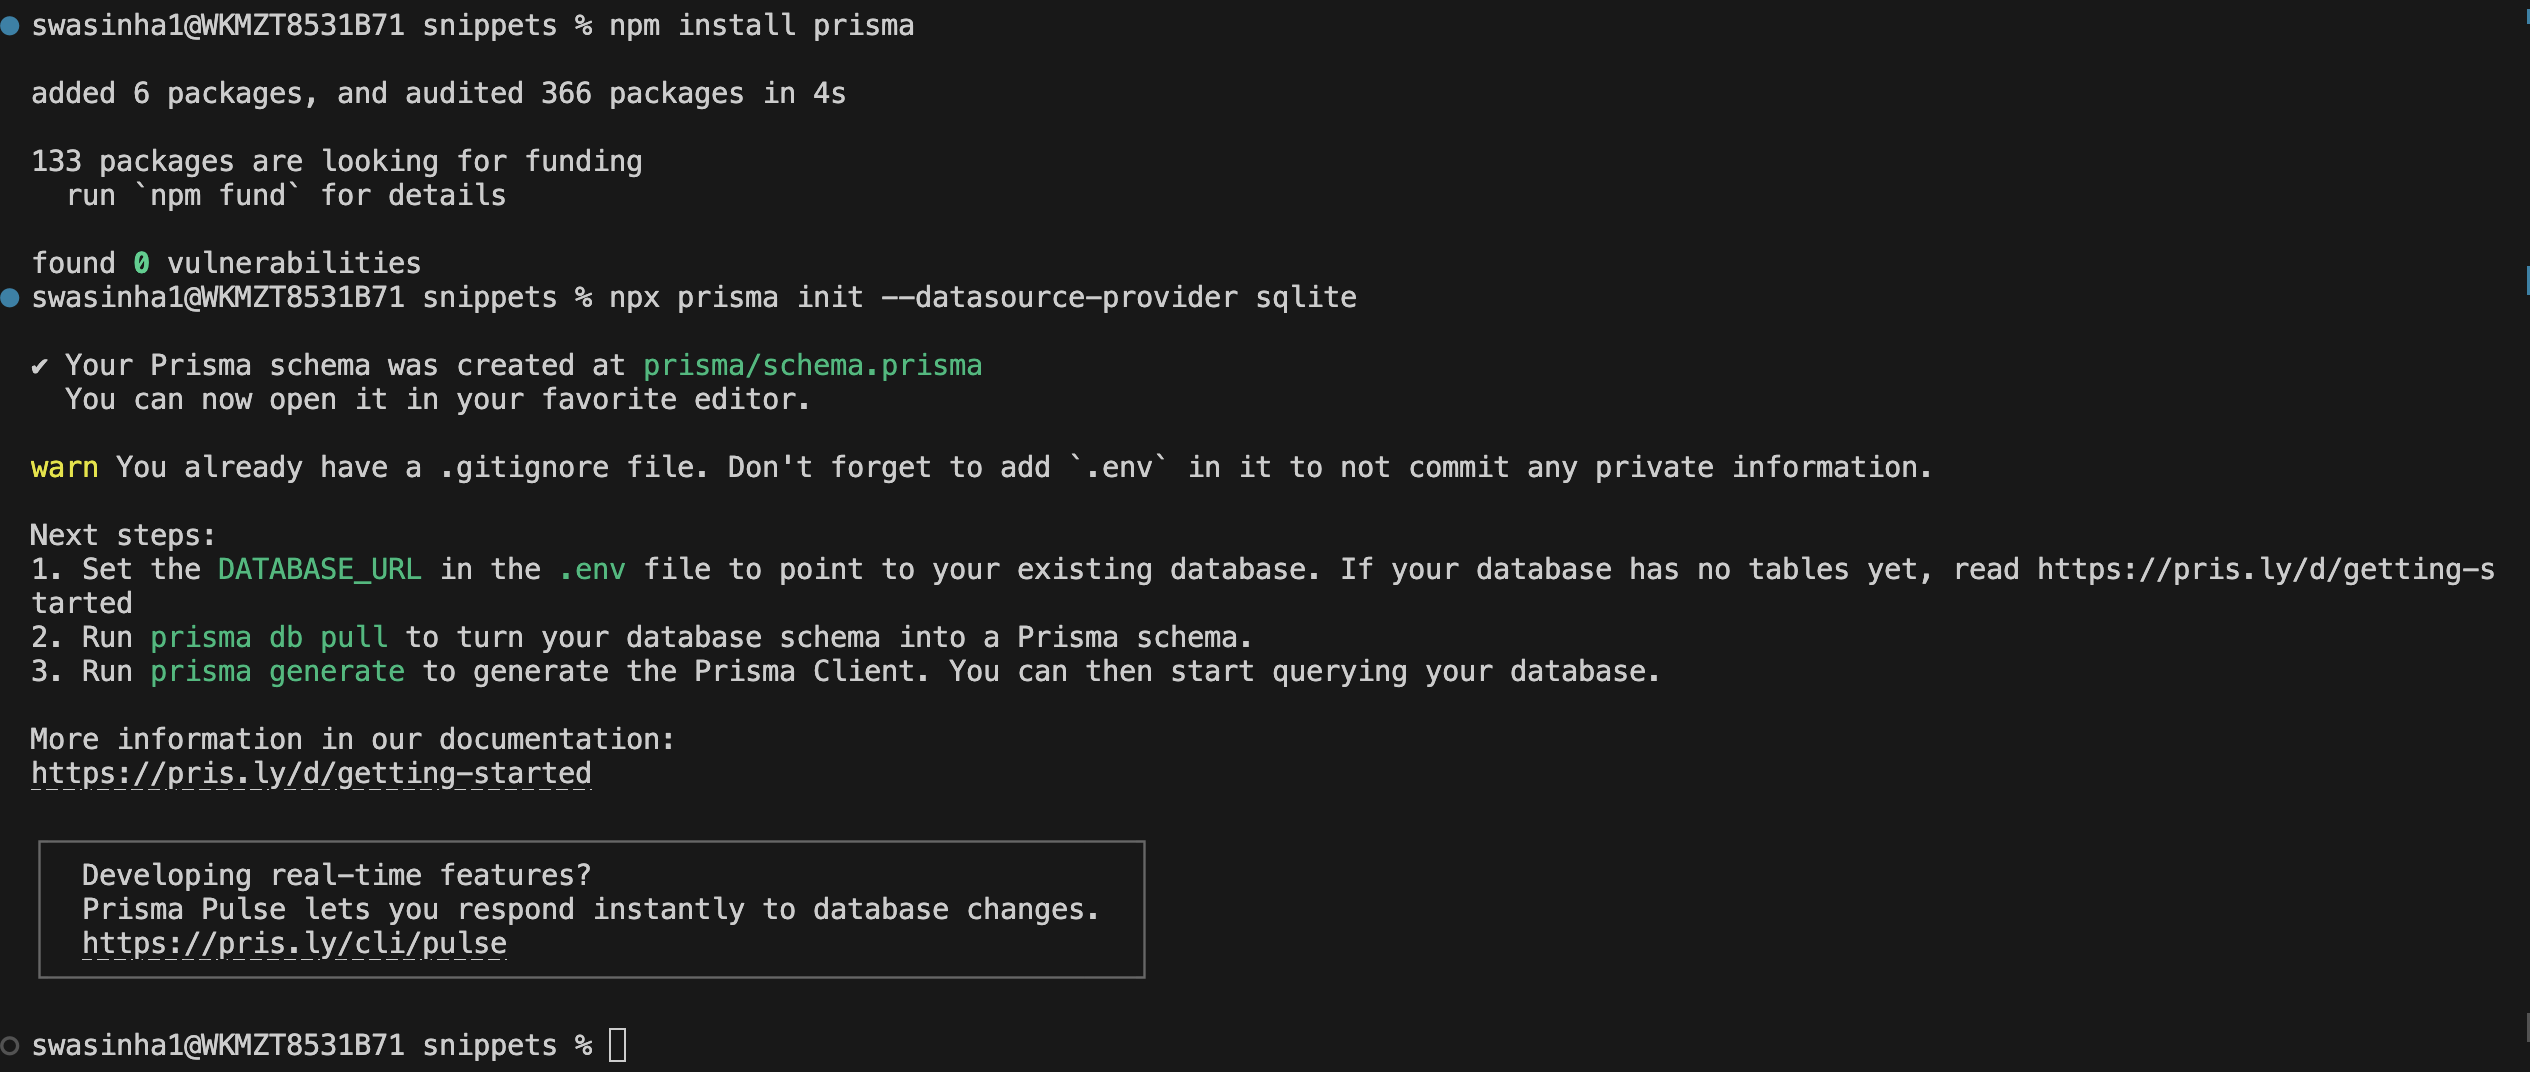 swasinha1@WKMZT8531B71 snippets % npm install prisma
added 6 packages, and audited 366 packages in 4s
133 packages are looking for funding
  run `npm fund` for details
found 0 vulnerabilities
swasinha1@WKMZT8531B71 snippets % npx prisma init --datasource-provider sqlite
✔ Your Prisma schema was created at prisma/schema.prisma
  You can now open it in your favorite editor.
warn You already have a .gitignore file. Don't forget to add `.env` in it to not commit any private information.
Next steps:
1. Set the DATABASE_URL in the .env file to point to your existing database. If your database has no tables yet, read https://pris.ly/d/getting-s
tarted
2. Run prisma db pull to turn your database schema into a Prisma schema.
3. Run prisma generate to generate the Prisma Client. You can then start querying your database.
More information in our documentation:
https://pris.ly/d/getting-started
Developing real-time features?
Prisma Pulse lets you respond instantly to database changes.
https://pris.ly/cli/pulse
swasinha1@WKMZT8531B71 snippets %